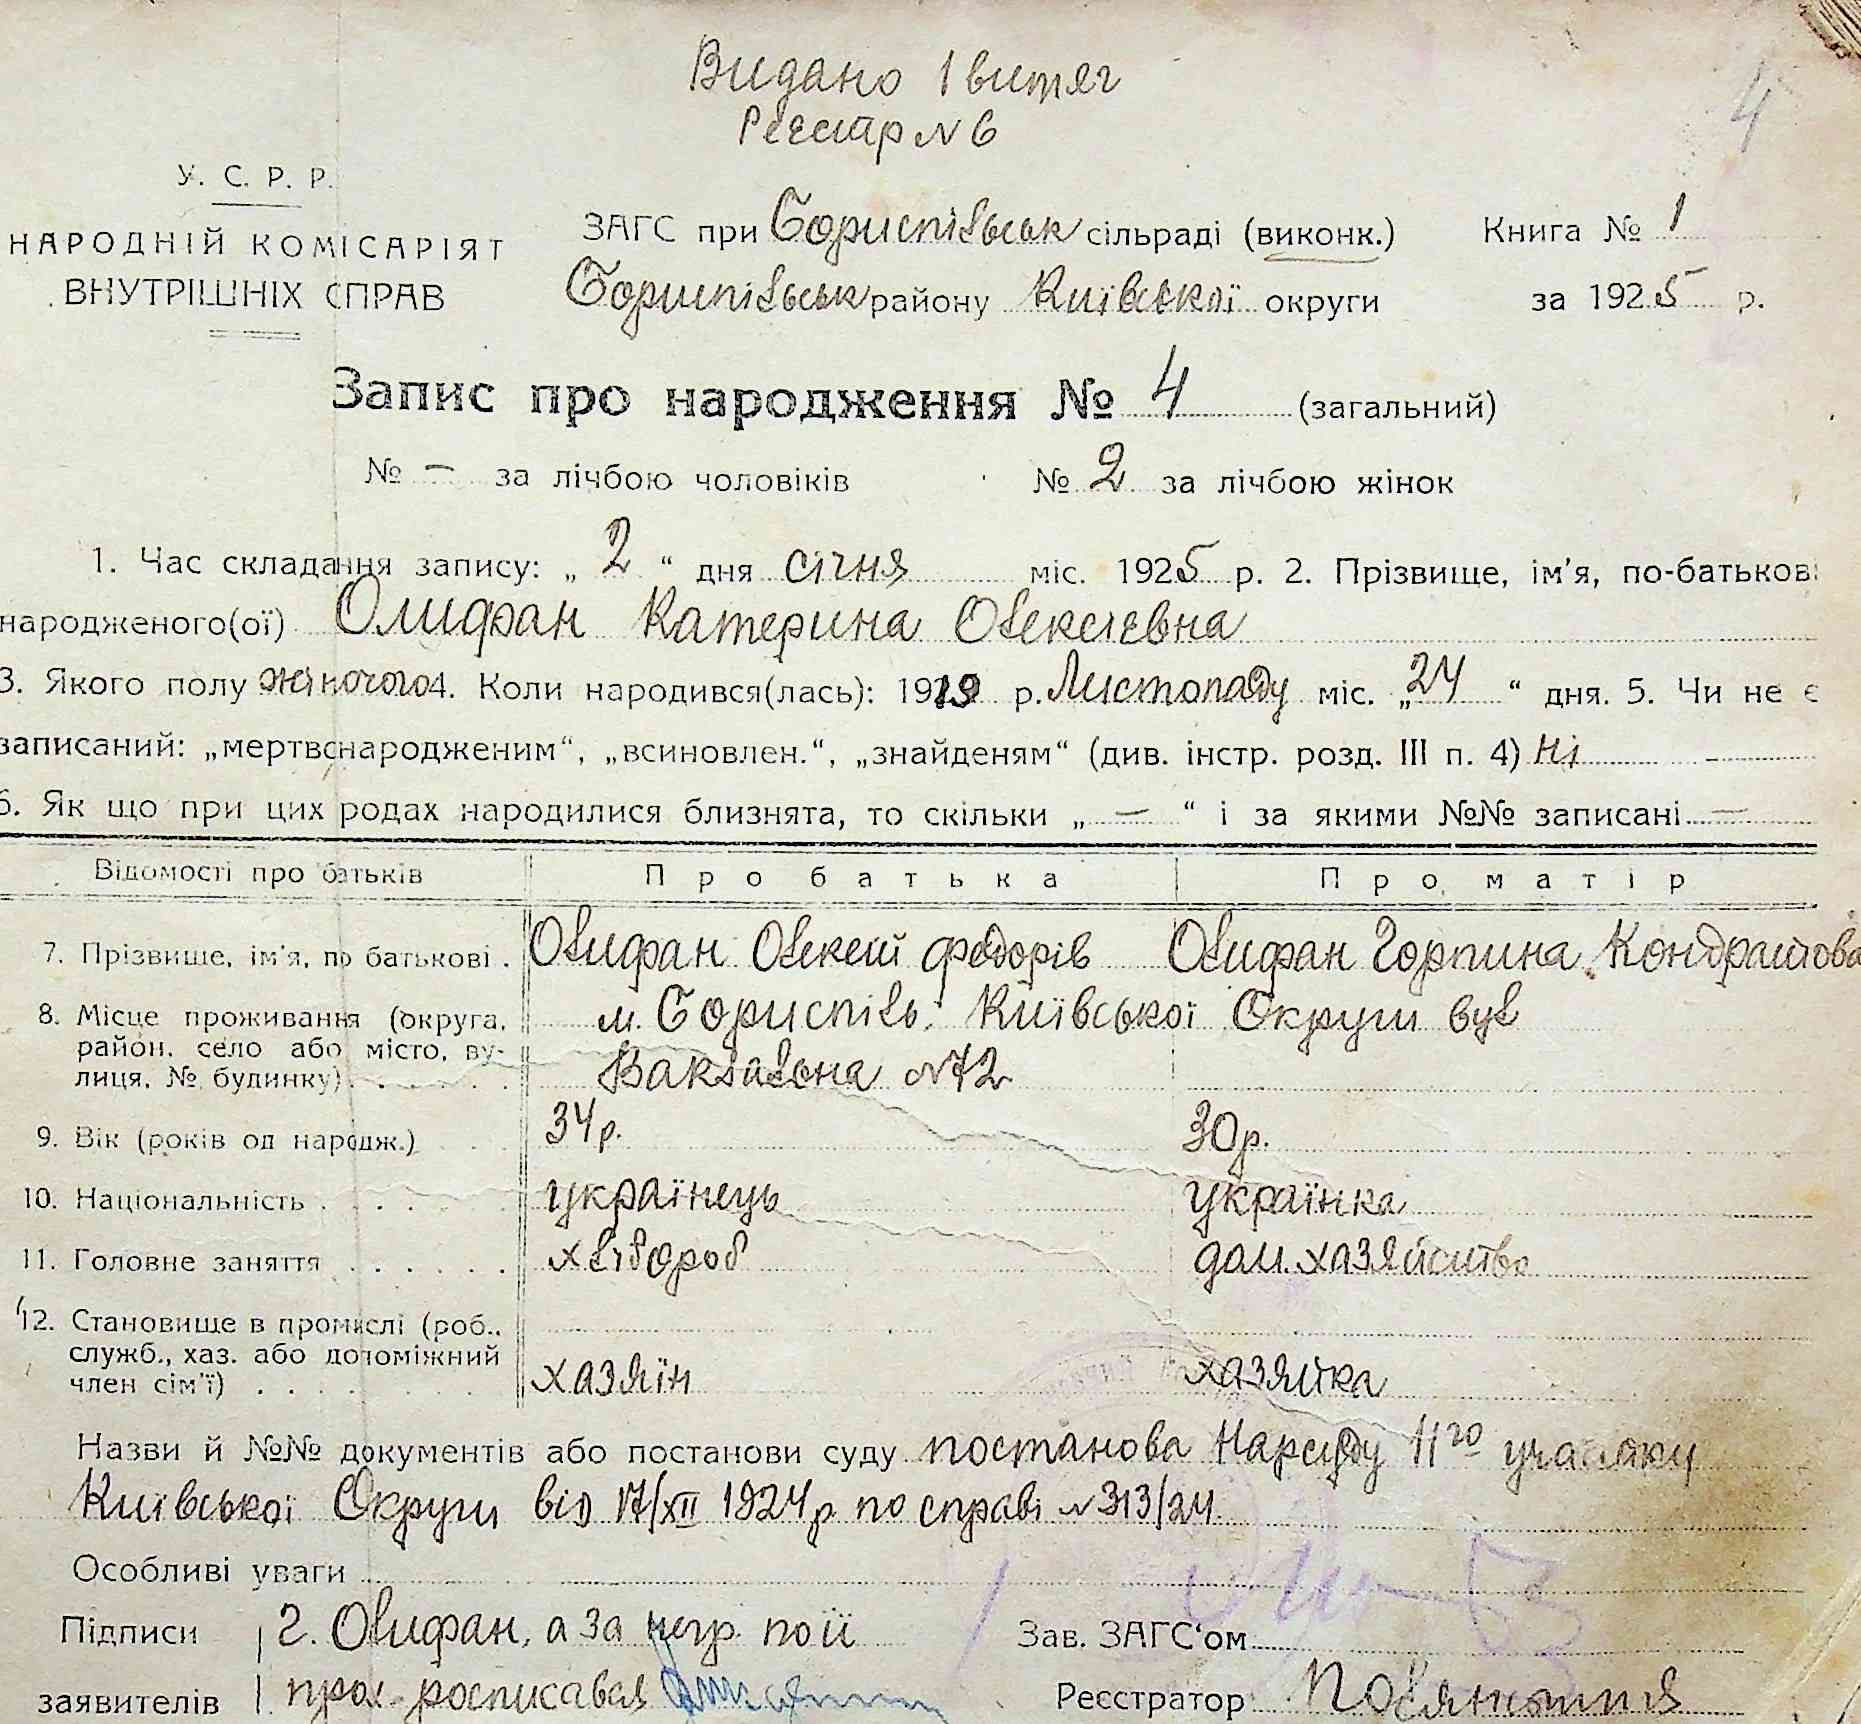 Видано 1 витяг
Реєстр № 6
4
У. С. Р. Р.
НАРОДНІЙ КОМІСАРІЯТ
ВНУТРІШНІХ СПРАВ
ЗАГС при Бориспільськ сільраді (виконк.)
Бориспільськ району Київської округи
Книга № 1
за 1925 р.
Запис про народження № 4 (загальний)
№ – за лічбою чоловіків № 2 за лічбою жінок
1. Час складання запису: „ 2 “ дня січня міс. 1925 р. 2. Прізвище, ім'я, по-батькові
народженого(ої) Олифан Катерина Олексієвна
3. Якого полу жіночого 4. Коли народився(лась): 1919 р. Листопаду міс. „ 24 “ дня. 5. Чи не є
записаний: „мертвонародженим“, „всиновлен.“, „знайденям“ (див. інстр. розд. III п. 4) Ні –
6. Як що при цих родах народилися близнята, то скільки „ – “ і за якими №№ записані –
Відомості про батьків Про батька Про матір
7. Прізвище, ім'я, по батькові . Олифан Олексій Федорів Олифан Горпина Кондратова
8. Місце проживання (округа, район, село або місто, вулиця, № будинку) м. Бориспіль, Київської Округи вул
Вакзальна № 72
9. Вік (років од народж.) 34 р. 30 р.
10. Національність українець українка
11. Головне заняття хлібороб дом. хазяйство
12. Становище в промислі (роб., служб., хаз. або допоміжний член сім'ї) хазяїн хазяйка
Назви й №№ документів або постанови суду постанова Нарсуду 11го участку
Київської Округи від 17/XII 1924 р. по справі № 313/24
Особливі уваги
Підписи Г. Олифан, а за негр. по її
заявителів прох. росписався
Зав. ЗАГС'ом
Реєстратор